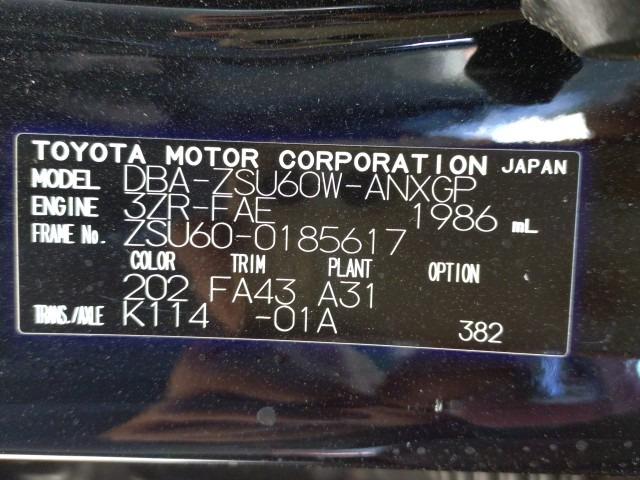 TOYOTA MOTOR CORPORATION JAPAN
MODEL DBA-ZSU60W-ANXGP
ENGINE 3ZR-FAE 1986 mL
FRAME No. ZSU60-0185617
COLOR TRIM PLANT OPTION
202 FA43 A31
TRANS./AXLE K114 -01A 382